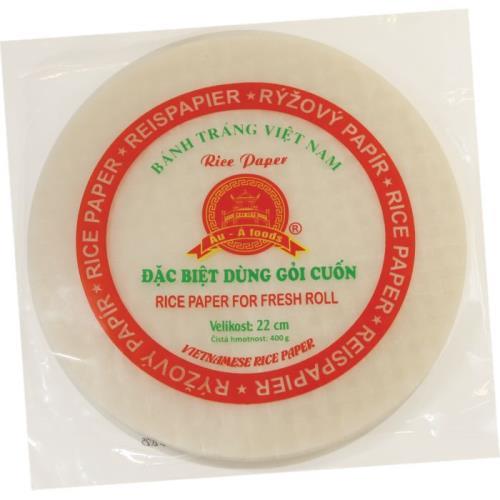 RICE PAPER ★ REISPAPIER ★ RÝŽOVÝ PAPÍR ★ RICE PAPER ★ REISPAPIER ★ RÝŽOVÝ PAPÍR ★
BÁNH TRÁNG VIỆT NAM
Rice Paper
Au - Á foods ®
ĐẶC BIỆT DÙNG GỎI CUỐN
RICE PAPER FOR FRESH ROLL
Velikost: 22 cm
Čistá hmotnost: 400 g
VIETNAMESE RICE PAPER